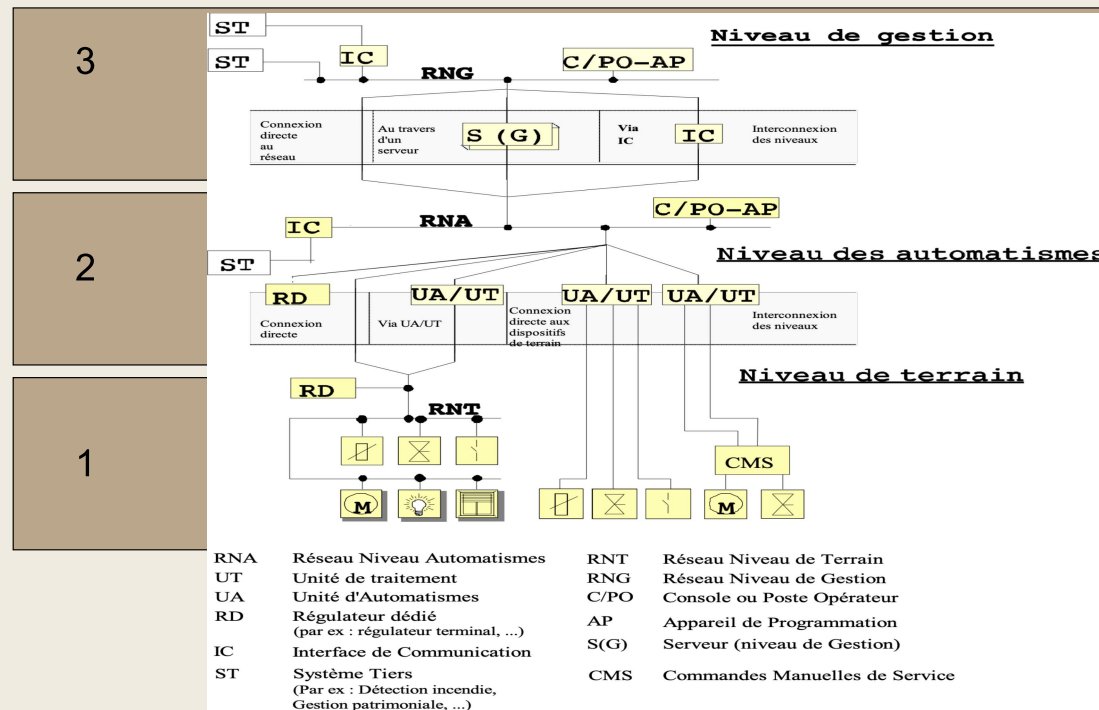 3
ST
Niveau de gestion
ST
IC
C/PO-AP
RNG
Connexion
directe
au
réseau
Au travers
d'un
serveur
S (G)
Via
IC
IC
Interconnexion
des niveaux
2
C/PO-AP
IC
RNA
ST
Niveau des automatismes
RD
UA/UT
UA/UT
UA/UT
Connexion
directe
Via UA/UT
Connexion
directe aux
dispositifs
de terrain
Interconnexion
des niveaux
1
Niveau de terrain
RD
RNT
CMS
M
M
RNA Réseau Niveau Automatismes
UT Unité de traitement
UA Unité d'Automatismes
RD Régulateur dédié
(par ex : régulateur terminal, ...)
IC Interface de Communication
ST Système Tiers
(Par ex : Détection incendie,
Gestion patrimoniale, ...)
RNT Réseau Niveau de Terrain
RNG Réseau Niveau de Gestion
C/PO Console ou Poste Opérateur
AP Appareil de Programmation
S(G) Serveur (niveau de Gestion)
CMS Commandes Manuelles de Service